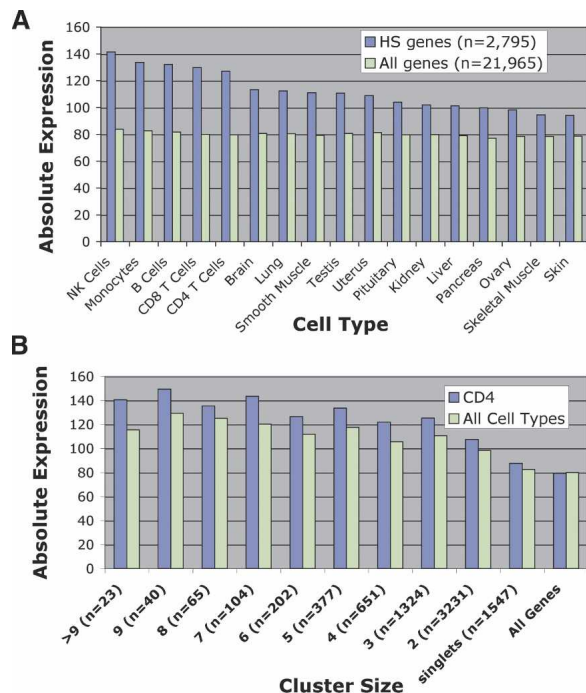 A
Absolute Expression
160
140
120
100
80
60
40
20
0
HS genes (n=2,795)
All genes (n=21,965)
NK Cells
Monocytes
B Cells
CD8 T Cells
CD4 T Cells
Brain
Lung
Smooth Muscle
Testis
Uterus
Pituitary
Kidney
Liver
Pancreas
Ovary
Skeletal Muscle
Skin
Cell Type
B
Absolute Expression
160
140
120
100
80
60
40
20
0
CD4
All Cell Types
>9 (n=23)
9 (n=40)
8 (n=65)
7 (n=104)
6 (n=202)
5 (n=377)
4 (n=651)
3 (n=1324)
2 (n=3231)
singlets (n=1547)
All Genes
Cluster Size